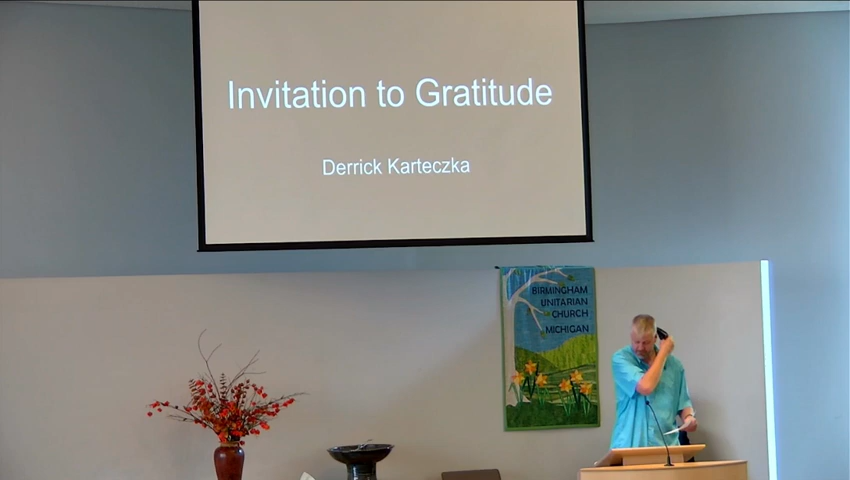 Invitation to Gratitude
Derrick Karteczka
BIRMINGHAM
UNITARIAN
CHURCH
MICHIGAN